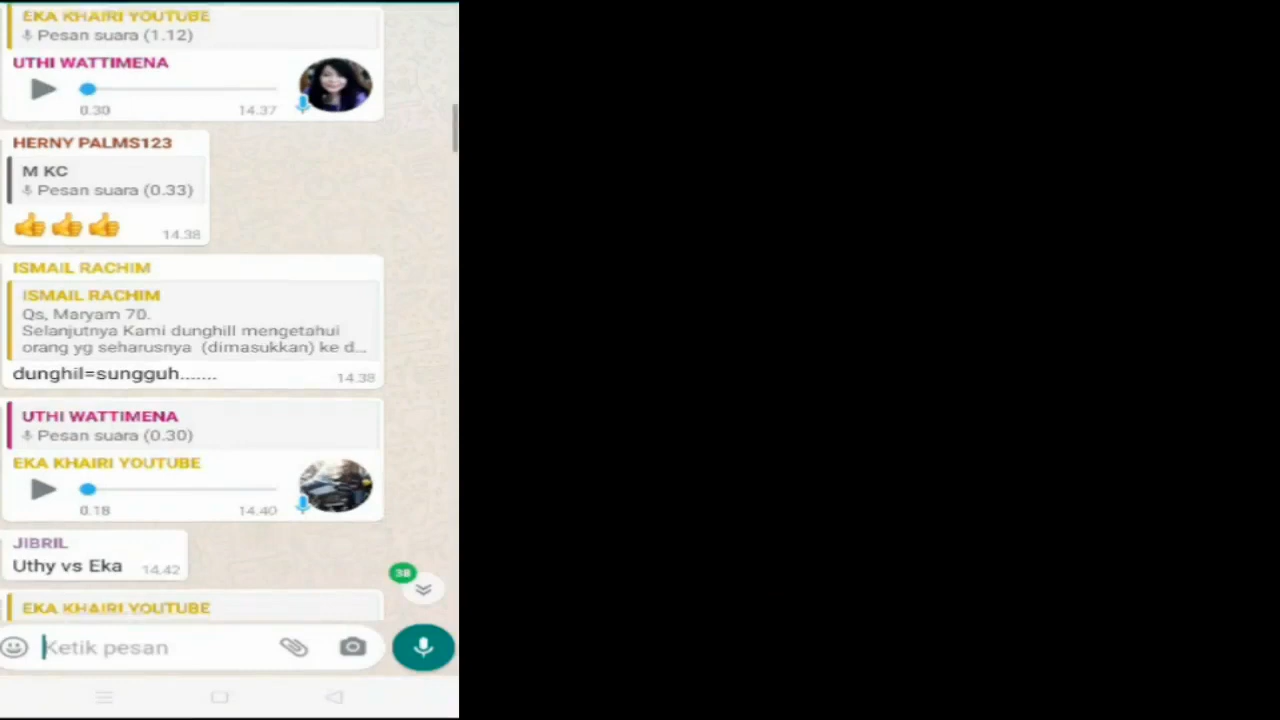 EKA KHAIRI YOUTUBE
Pesan suara (1.12)
UTHI WATTIMENA
0.30 14.37
HERNY PALMS123
M KC
Pesan suara (0.33)
👍👍👍 14.38
ISMAIL RACHIM
ISMAIL RACHIM
Qs, Maryam 70.
Selanjutnya Kami dunghill mengetahui
orang yg seharusnya (dimasukkan) ke d...
dunghil=sungguh....... 14.38
UTHI WATTIMENA
Pesan suara (0.30)
EKA KHAIRI YOUTUBE
0.18 14.40
JIBRIL
Uthy vs Eka 14.42
38
EKA KHAIRI YOUTUBE
Ketik pesan